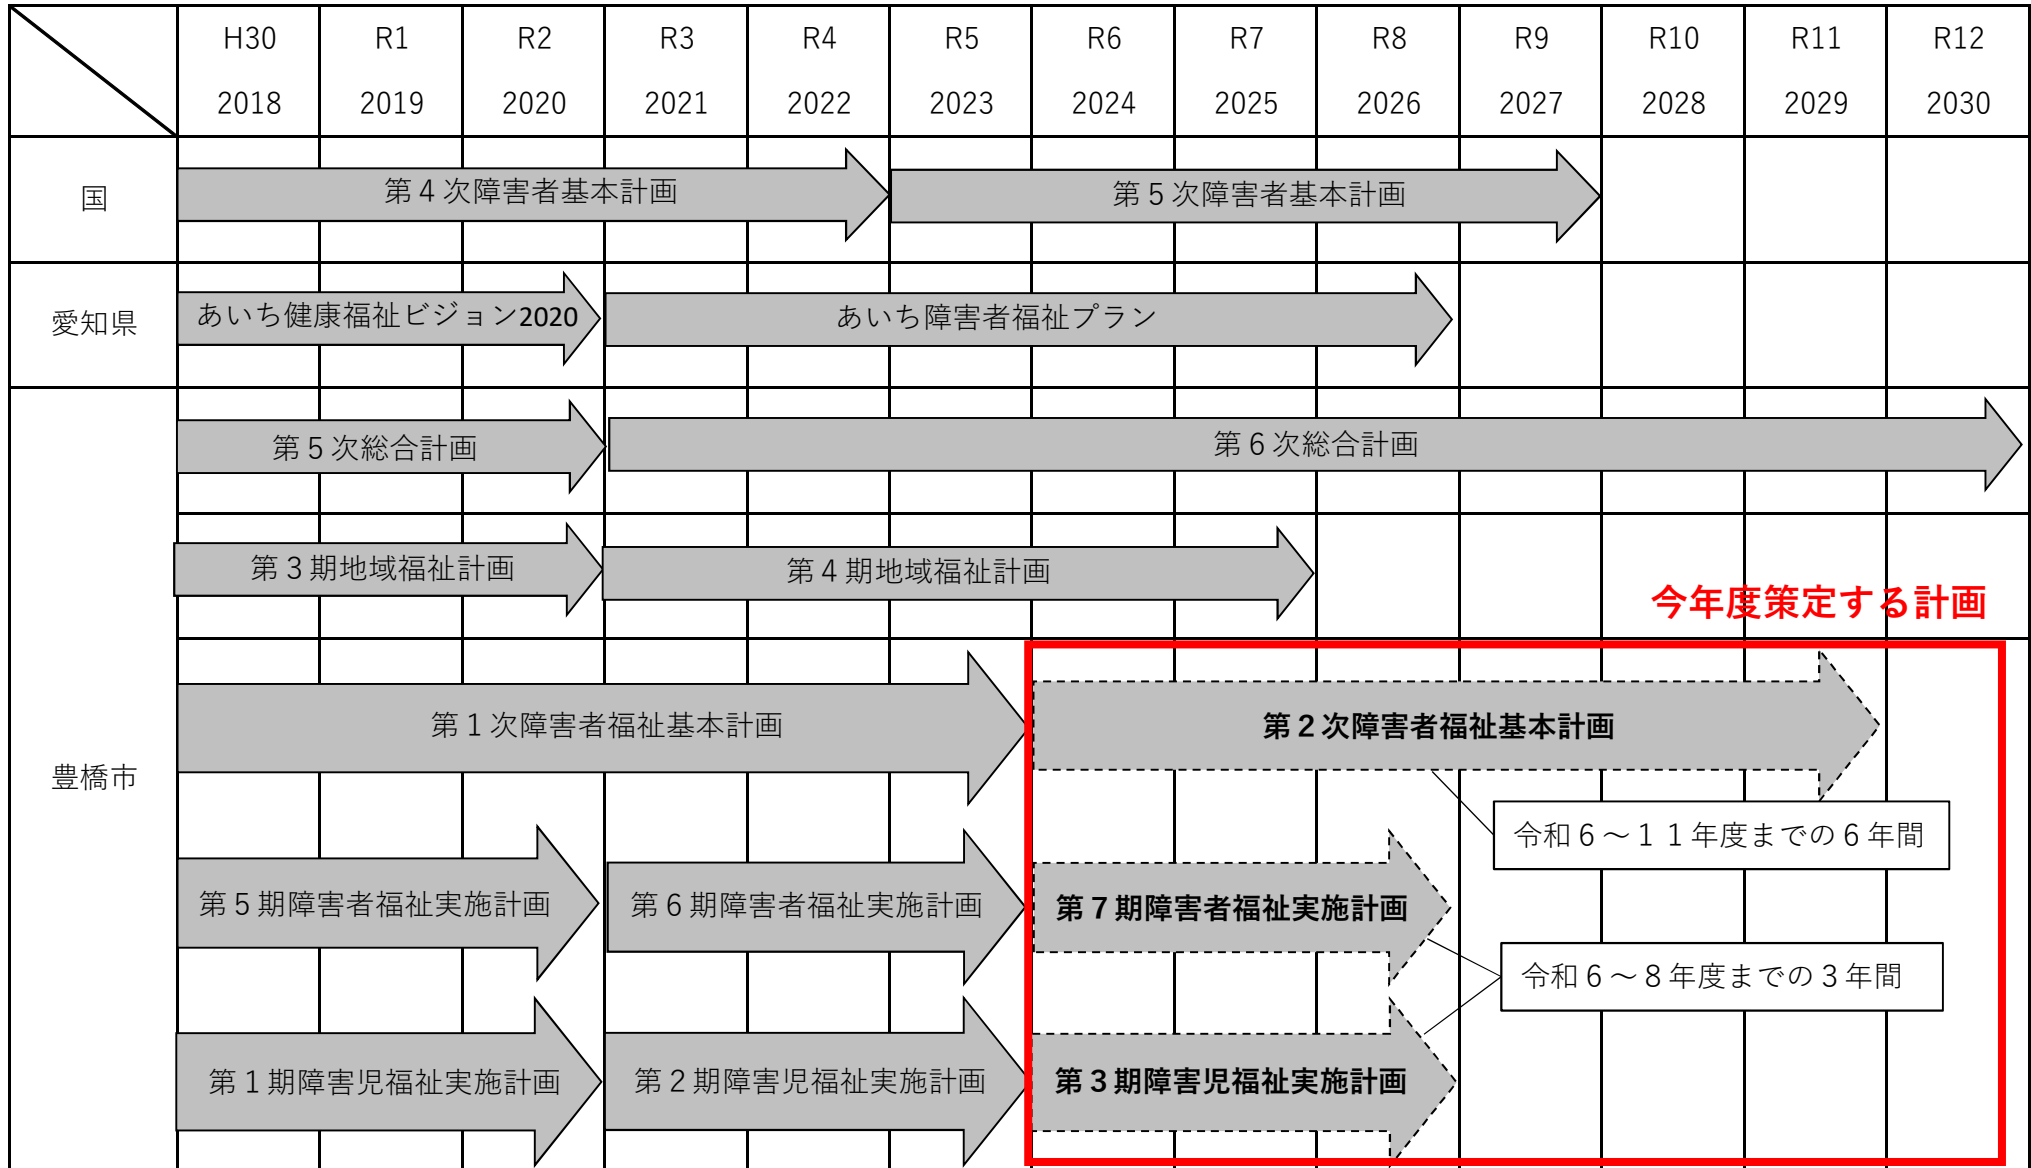 H30 R1 R2 R3 R4 R5 R6 R7 R8 R9 R10 R11 R12
2018 2019 2020 2021 2022 2023 2024 2025 2026 2027 2028 2029 2030
国
第４次障害者基本計画
第５次障害者基本計画
愛知県
あいち健康福祉ビジョン2020
あいち障害者福祉プラン
豊橋市
第５次総合計画
第６次総合計画
第３期地域福祉計画
第４期地域福祉計画
今年度策定する計画
第１次障害者福祉基本計画
第２次障害者福祉基本計画
令和６～１１年度までの６年間
第５期障害者福祉実施計画
第６期障害者福祉実施計画
第７期障害者福祉実施計画
令和６～８年度までの３年間
第１期障害児福祉実施計画
第２期障害児福祉実施計画
第３期障害児福祉実施計画